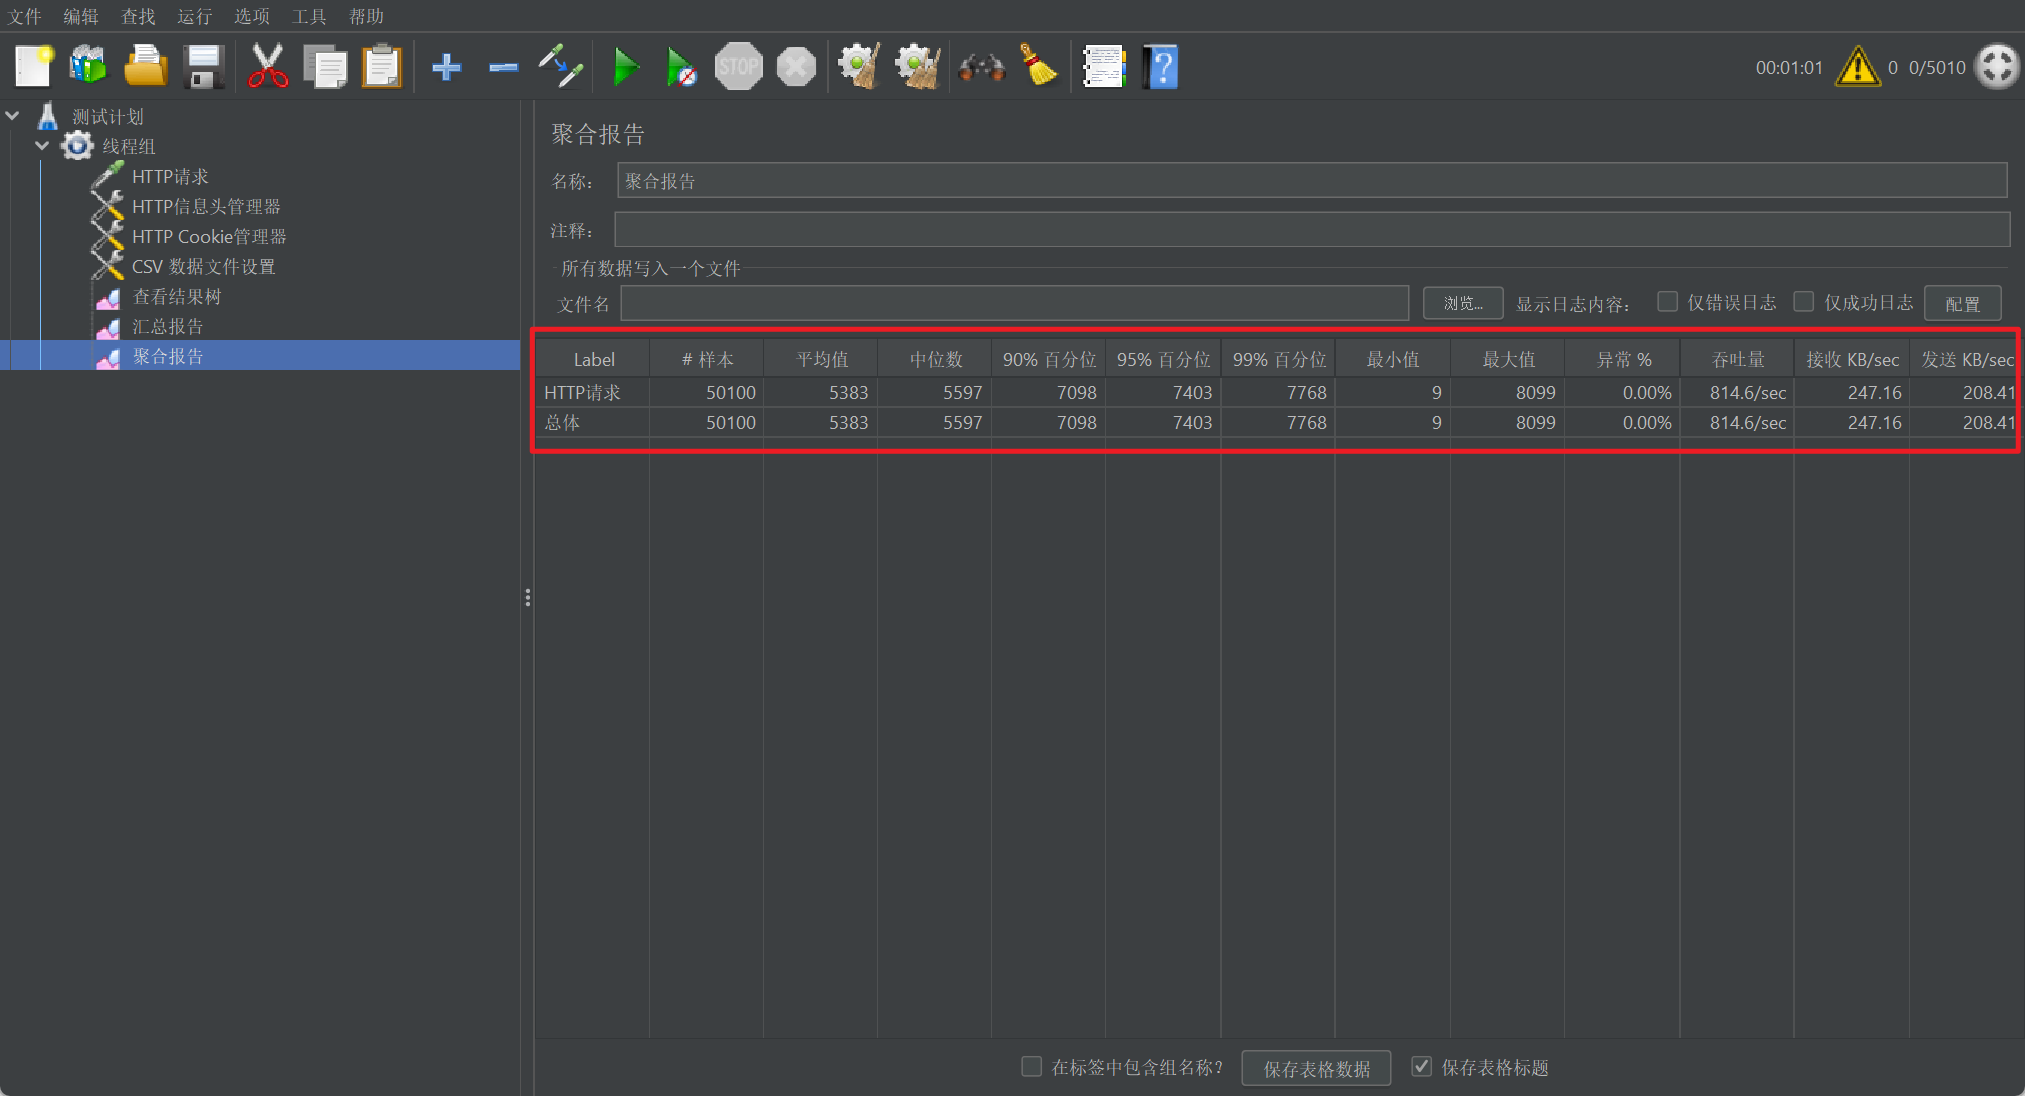 文件 编辑 查找 运行 选项 工具 帮助
STOP
00:01:01 0 0/5010
测试计划
线程组
HTTP请求
HTTP信息头管理器
HTTP Cookie管理器
CSV 数据文件设置
查看结果树
汇总报告
聚合报告
聚合报告
名称： 聚合报告
注释：
所有数据写入一个文件
文件名 浏览... 显示日志内容： 仅错误日志 仅成功日志 配置
Label # 样本 平均值 中位数 90% 百分位 95% 百分位 99% 百分位 最小值 最大值 异常 % 吞吐量 接收 KB/sec 发送 KB/sec
HTTP请求 50100 5383 5597 7098 7403 7768 9 8099 0.00% 814.6/sec 247.16 208.41
总体 50100 5383 5597 7098 7403 7768 9 8099 0.00% 814.6/sec 247.16 208.41
在标签中包含组名称？ 保存表格数据 保存表格标题